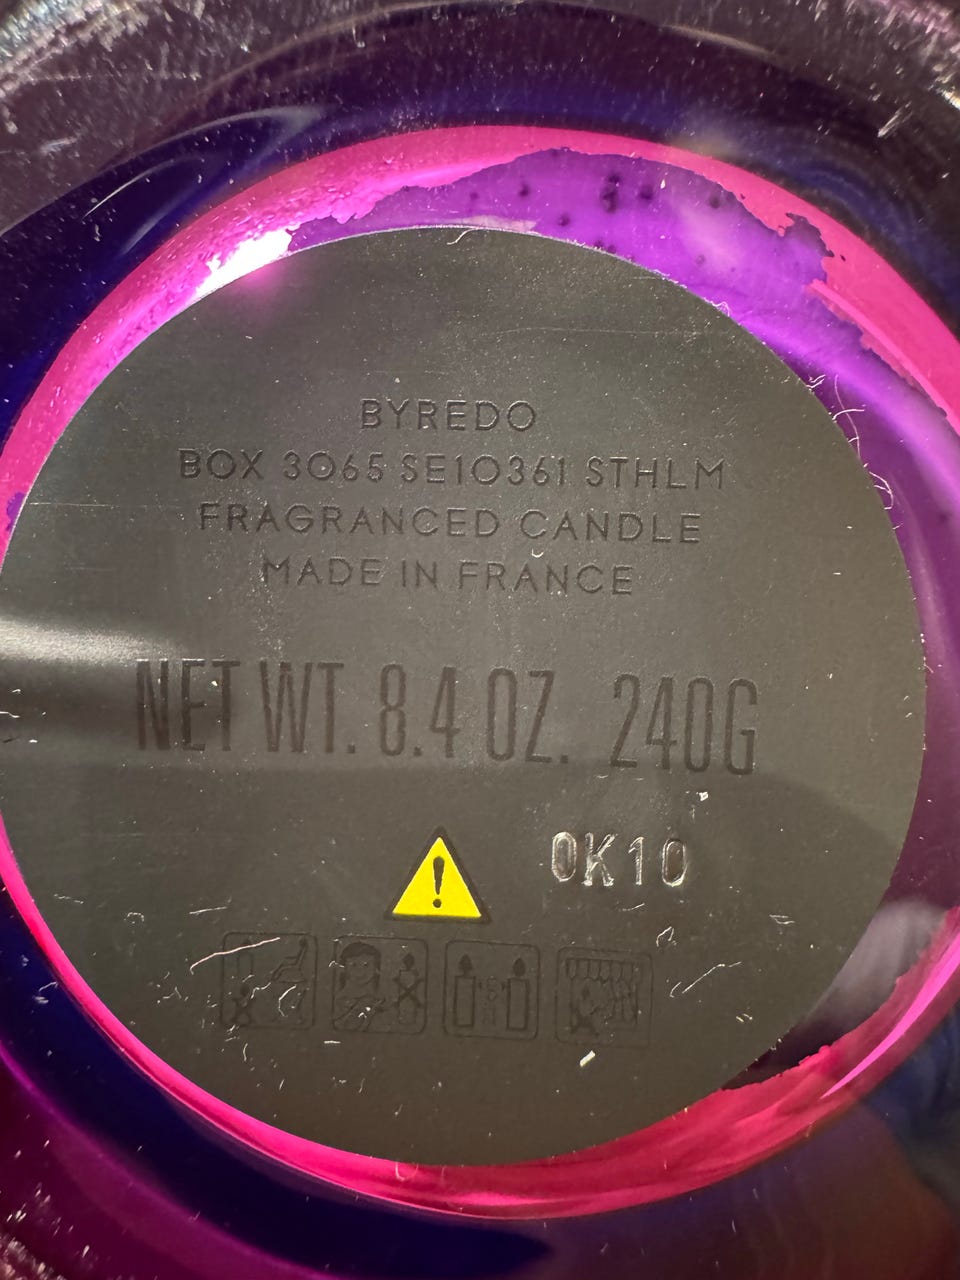 BYREDO
BOX 3065 SE10361 STHLM
FRAGRANCED CANDLE
MADE IN FRANCE
NET WT. 8.4 OZ. 240G
!
0K10